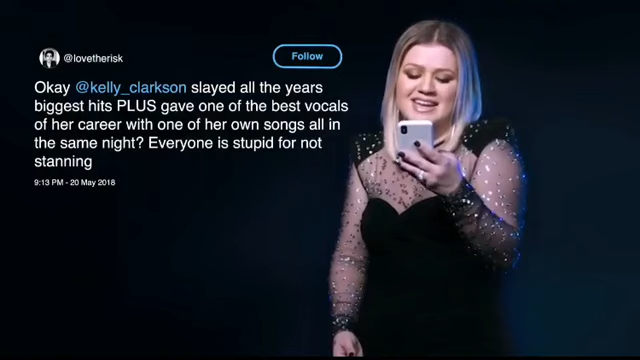 @lovetherisk
Follow
Okay @kelly_clarkson slayed all the years
biggest hits PLUS gave one of the best vocals
of her career with one of her own songs all in
the same night? Everyone is stupid for not
stanning
9:13 PM - 20 May 2018